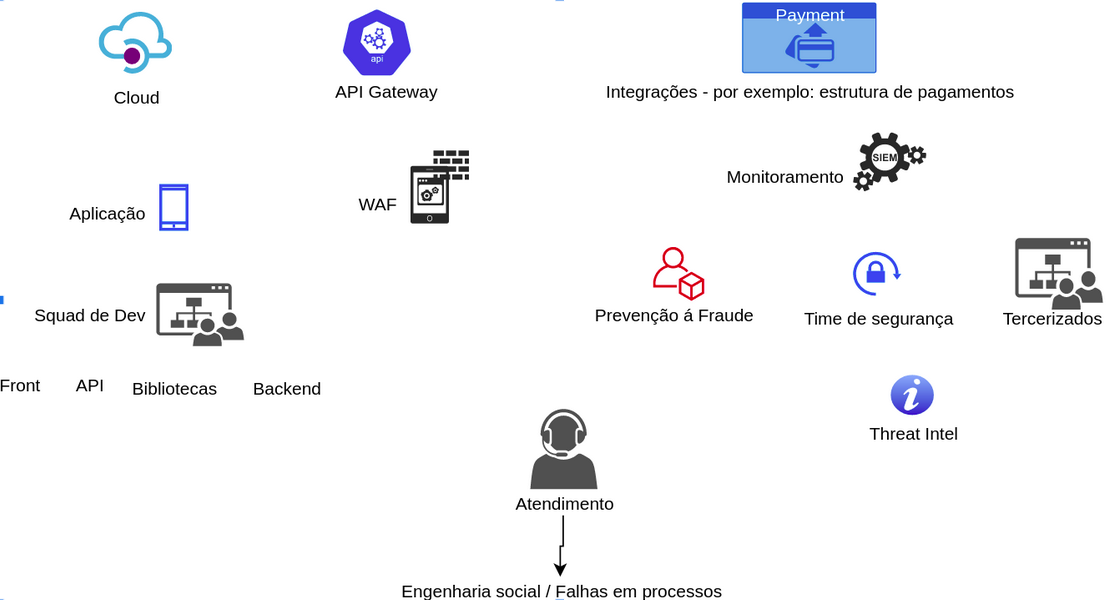 Payment
api
Cloud
API Gateway
Integrações - por exemplo: estrutura de pagamentos
SIEM
Monitoramento
WAF
Aplicação
Squad de Dev
Prevenção á Fraude
Time de segurança
Tercerizados
Front
API
Bibliotecas
Backend
i
Threat Intel
Atendimento
Engenharia social / Falhas em processos